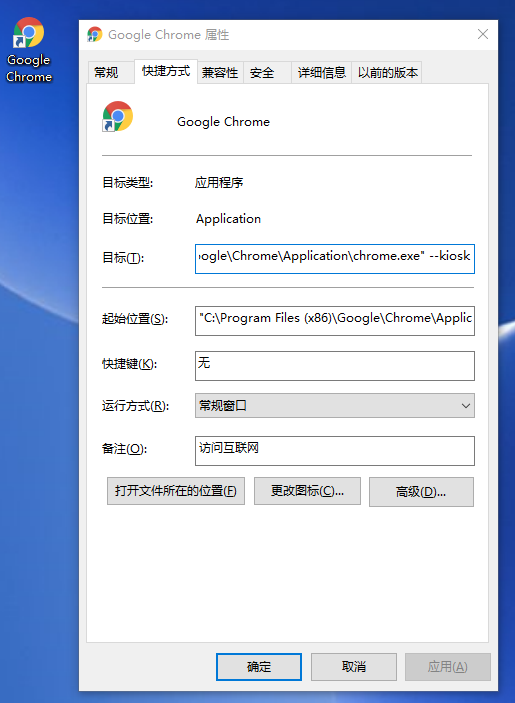 Google
Chrome
Google Chrome 属性
常规 快捷方式 兼容性 安全 详细信息 以前的版本
Google Chrome
目标类型: 应用程序
目标位置: Application
目标(T): ogle\Chrome\Application\chrome.exe" --kiosk
起始位置(S): "C:\Program Files (x86)\Google\Chrome\Applic
快捷键(K): 无
运行方式(R): 常规窗口
备注(O): 访问互联网
打开文件所在的位置(F) 更改图标(C)... 高级(D)...
确定 取消 应用(A)